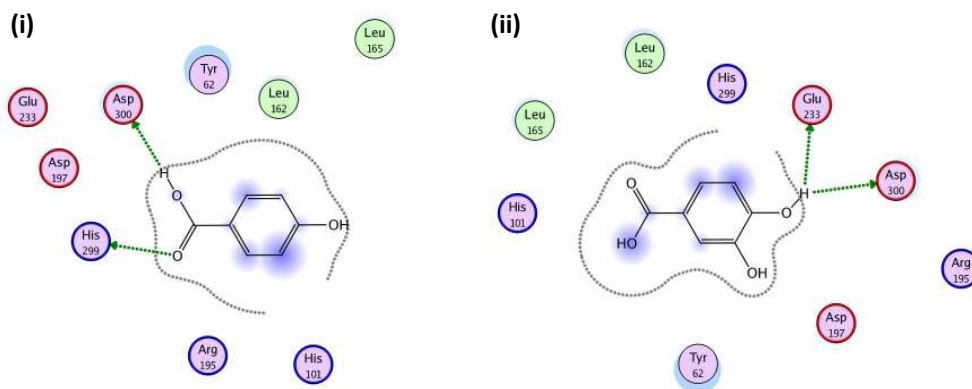 (i)
Leu
165
Tyr
62
Glu
233
Asp
300
Leu
162
Asp
197
H
O
OH
His
299
O
Arg
195
His
101
(ii)
Leu
162
His
299
Glu
233
Leu
165
Asp
300
O
H
His
101
O
HO
OH
Arg
195
Asp
197
Tyr
62